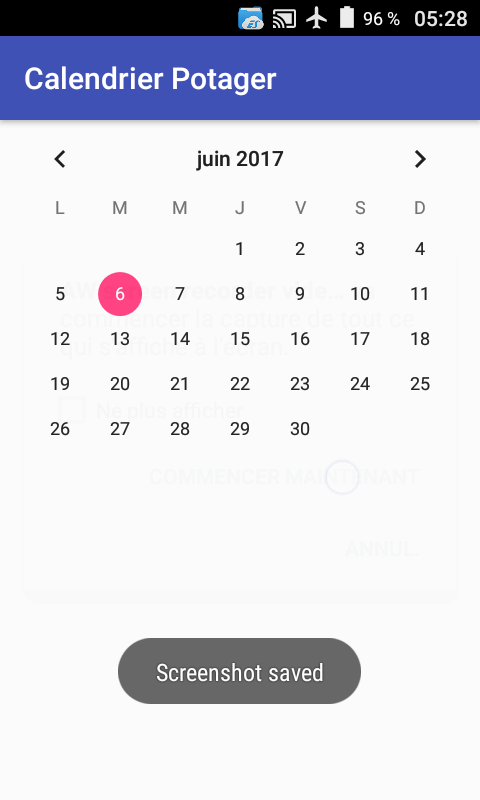 ES
96 % 05:28
Calendrier Potager
juin 2017
L M M J V S D
1 2 3 4
5 6 7 8 9 10 11
12 13 14 15 16 17 18
19 20 21 22 23 24 25
26 27 28 29 30
commencer la capture de tout ce
qui s'affiche à l'écran.
Ne plus afficher
COMMENCER MAINTENANT
ANNUL.
Screenshot saved